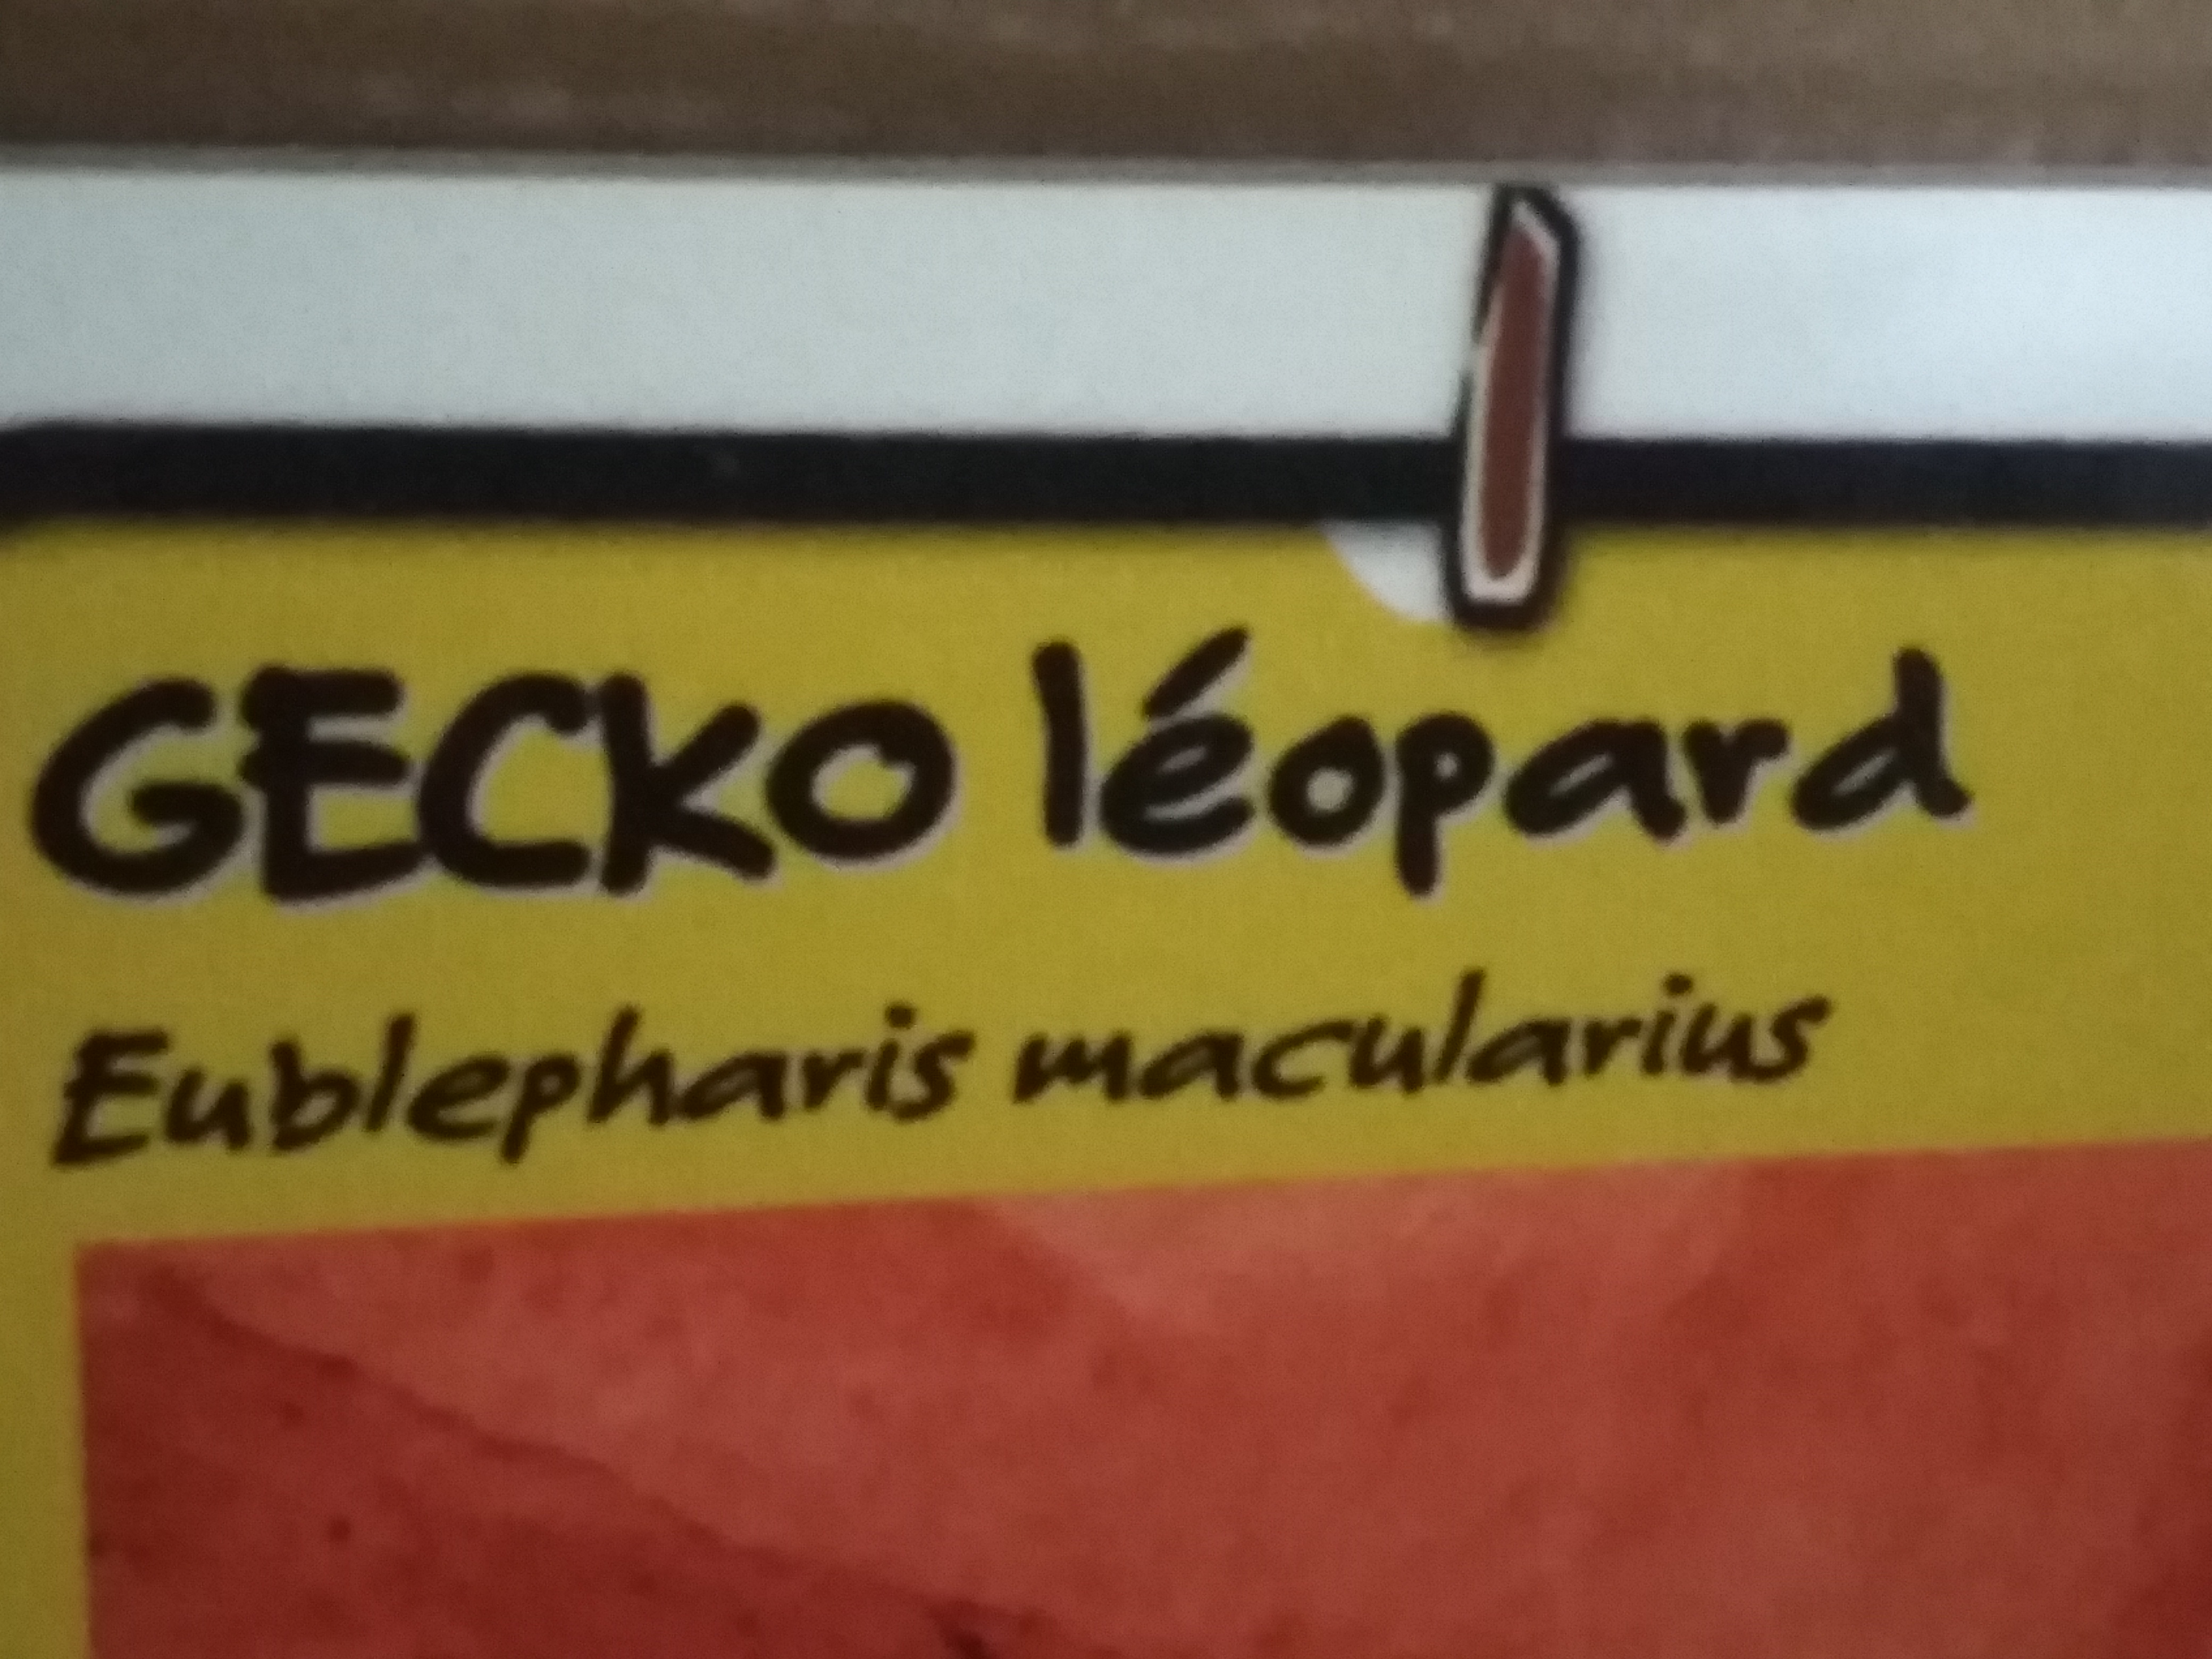 GECKO léopard
Eublepharis macularius